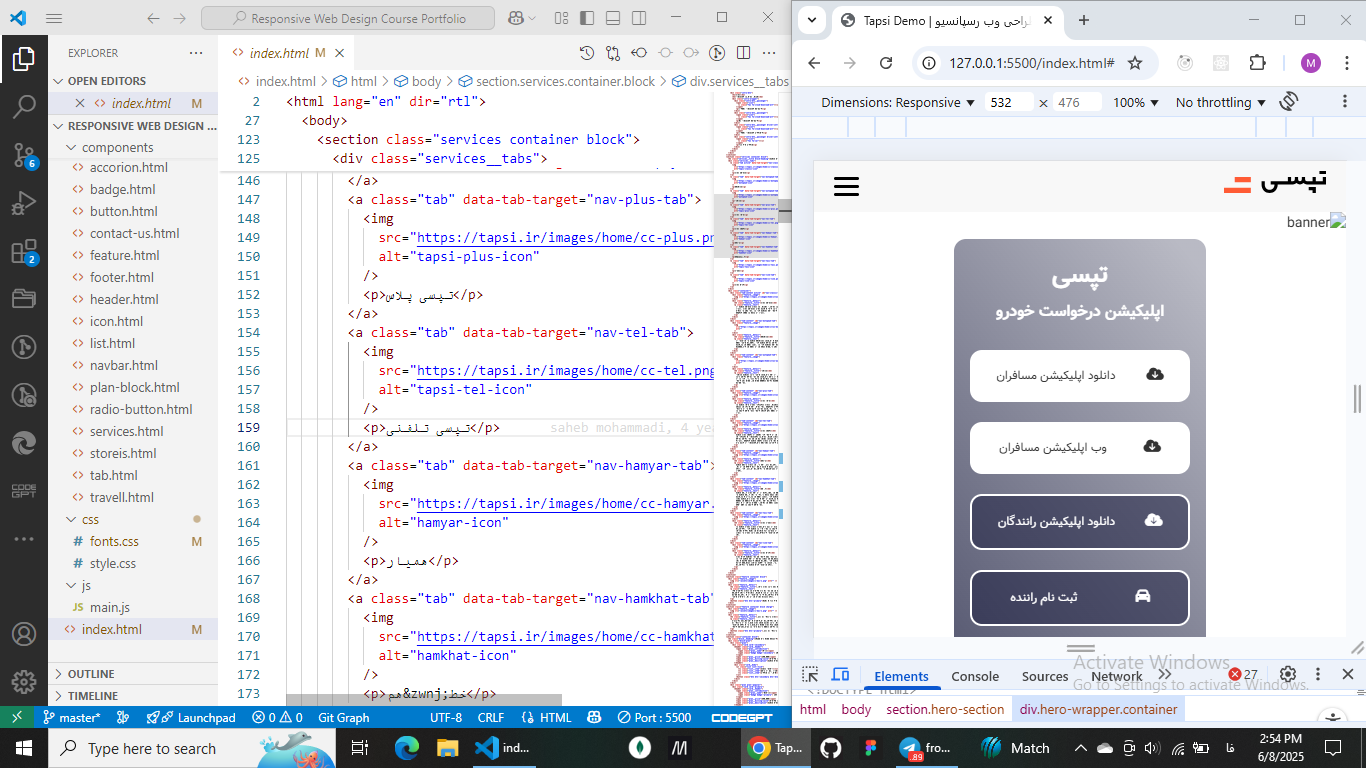 Responsive Web Design Course Portfolio
EXPLORER
OPEN EDITORS
index.html M
RESPONSIVE WEB DESIGN ...
components
accorion.html
badge.html
button.html
contact-us.html
feature.html
footer.html
header.html
icon.html
list.html
navbar.html
plan-block.html
radio-button.html
services.html
storeis.html
tab.html
travell.html
css
fonts.css M
style.css
js
JS main.js
index.html M
OUTLINE
TIMELINE
6
2
CODE
GPT
index.html M
index.html > html > body > section.services.container.block > div.services__tabs
2 <html lang="en" dir="rtl">
27 <body>
123 <section class="services container block">
125 <div class="services__tabs">
146 </a>
147 <a class="tab" data-tab-target="nav-plus-tab">
148 <img
149 src="https://tapsi.ir/images/home/cc-plus.pn
150 alt="tapsi-plus-icon"
151 />
152 <p>تپسی پلاس</p>
153 </a>
154 <a class="tab" data-tab-target="nav-tel-tab">
155 <img
156 src="https://tapsi.ir/images/home/cc-tel.png
157 alt="tapsi-tel-icon"
158 />
159 <p>تپسی تلفنی</p> saheb mohammadi, 4 yea
160 </a>
161 <a class="tab" data-tab-target="nav-hamyar-tab">
162 <img
163 src="https://tapsi.ir/images/home/cc-hamyar.
164 alt="hamyar-icon"
165 />
166 <p>همیار</p>
167 </a>
168 <a class="tab" data-tab-target="nav-hamkhat-tab"
169 <img
170 src="https://tapsi.ir/images/home/cc-hamkhat
171 alt="hamkhat-icon"
172 />
173 <p>هم&zwnj;خط</p>
master* Launchpad 0 0 Git Graph UTF-8 CRLF {} HTML Port : 5500 CODEGPT
Tapsi Demo | طراحی وب رسپانسیو
127.0.0.1:5500/index.html#
M
Dimensions: Responsive 532 × 476 100% No throttling
تپسی
banner
تپسی
اپلیکیشن درخواست خودرو
دانلود اپلیکیشن مسافران
وب اپلیکیشن مسافران
دانلود اپلیکیشن رانندگان
ثبت نام راننده
Activate Windows
Go to Settings to activate Windows.
Elements Console Sources Network 27
<!DOCTYPE html>
html body section.hero-section div.hero-wrapper.container
Type here to search
ind...
M
Tap...
fro...
89
Match
فا
2:54 PM
6/8/2025